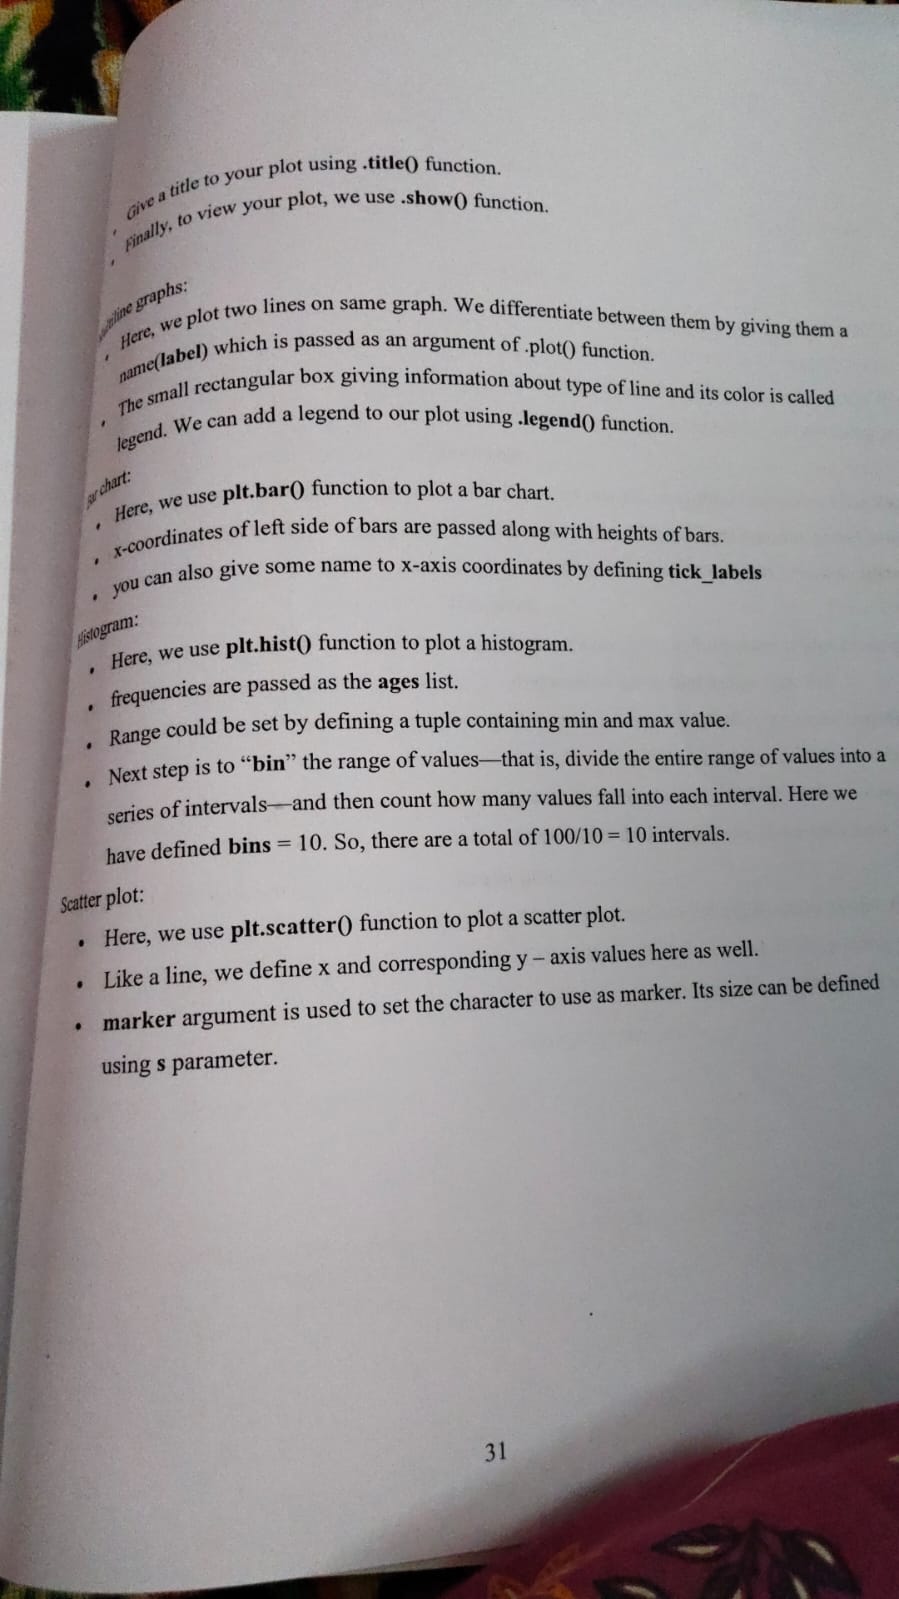 • Give a title to your plot using .title() function.
• Finally, to view your plot, we use .show() function.
graphs:
• Here, we plot two lines on same graph. We differentiate between them by giving them a
name(label) which is passed as an argument of .plot() function.
• The small rectangular box giving information about type of line and its color is called
legend. We can add a legend to our plot using .legend() function.
Bar chart:
• Here, we use plt.bar() function to plot a bar chart.
• x-coordinates of left side of bars are passed along with heights of bars.
• you can also give some name to x-axis coordinates by defining tick_labels
Histogram:
• Here, we use plt.hist() function to plot a histogram.
• frequencies are passed as the ages list.
• Range could be set by defining a tuple containing min and max value.
• Next step is to “bin” the range of values—that is, divide the entire range of values into a
series of intervals—and then count how many values fall into each interval. Here we
have defined bins = 10. So, there are a total of 100/10 = 10 intervals.
Scatter plot:
• Here, we use plt.scatter() function to plot a scatter plot.
• Like a line, we define x and corresponding y – axis values here as well.
• marker argument is used to set the character to use as marker. Its size can be defined
using s parameter.
31